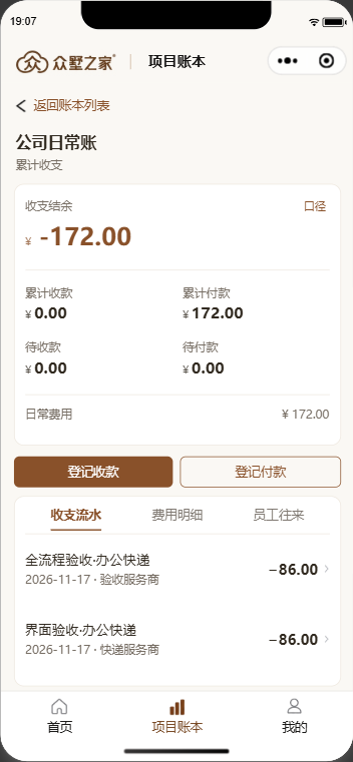 19:07
众墅之家® 项目账本
返回账本列表
公司日常账
累计收支
收支结余 口径
¥ -172.00
累计收款 累计付款
¥ 0.00 ¥ 172.00
待收款 待付款
¥ 0.00 ¥ 0.00
日常费用 ¥ 172.00
登记收款 登记付款
收支流水 费用明细 员工往来
全流程验收·办公快递 −86.00
2026-11-17 · 验收服务商
界面验收·办公快递 −86.00
2026-11-17 · 快递服务商
首页 项目账本 我的